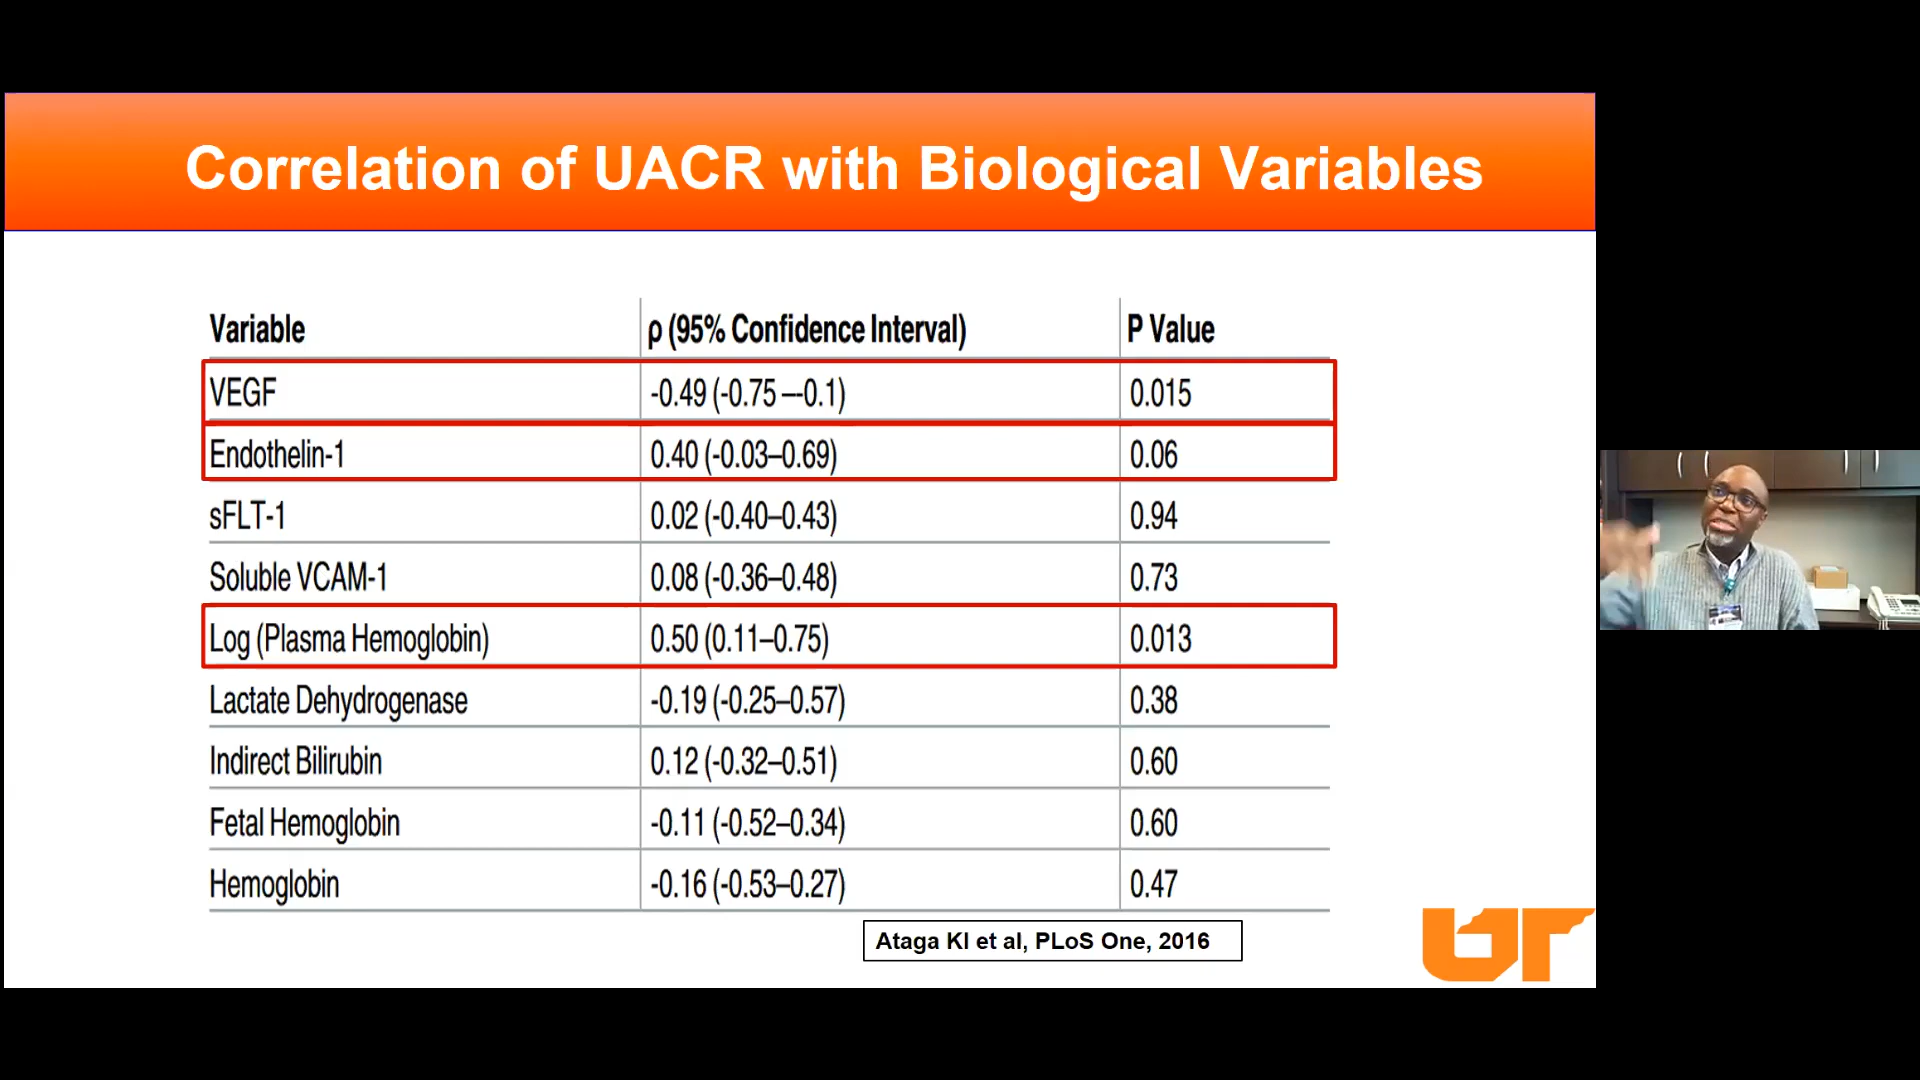 Correlation of UACR with Biological Variables
Variable ρ (95% Confidence Interval) P Value
VEGF -0.49 (-0.75 –-0.1) 0.015
Endothelin-1 0.40 (-0.03–0.69) 0.06
sFLT-1 0.02 (-0.40–0.43) 0.94
Soluble VCAM-1 0.08 (-0.36–0.48) 0.73
Log (Plasma Hemoglobin) 0.50 (0.11–0.75) 0.013
Lactate Dehydrogenase -0.19 (-0.25–0.57) 0.38
Indirect Bilirubin 0.12 (-0.32–0.51) 0.60
Fetal Hemoglobin -0.11 (-0.52–0.34) 0.60
Hemoglobin -0.16 (-0.53–0.27) 0.47
Ataga KI et al, PLoS One, 2016
UT